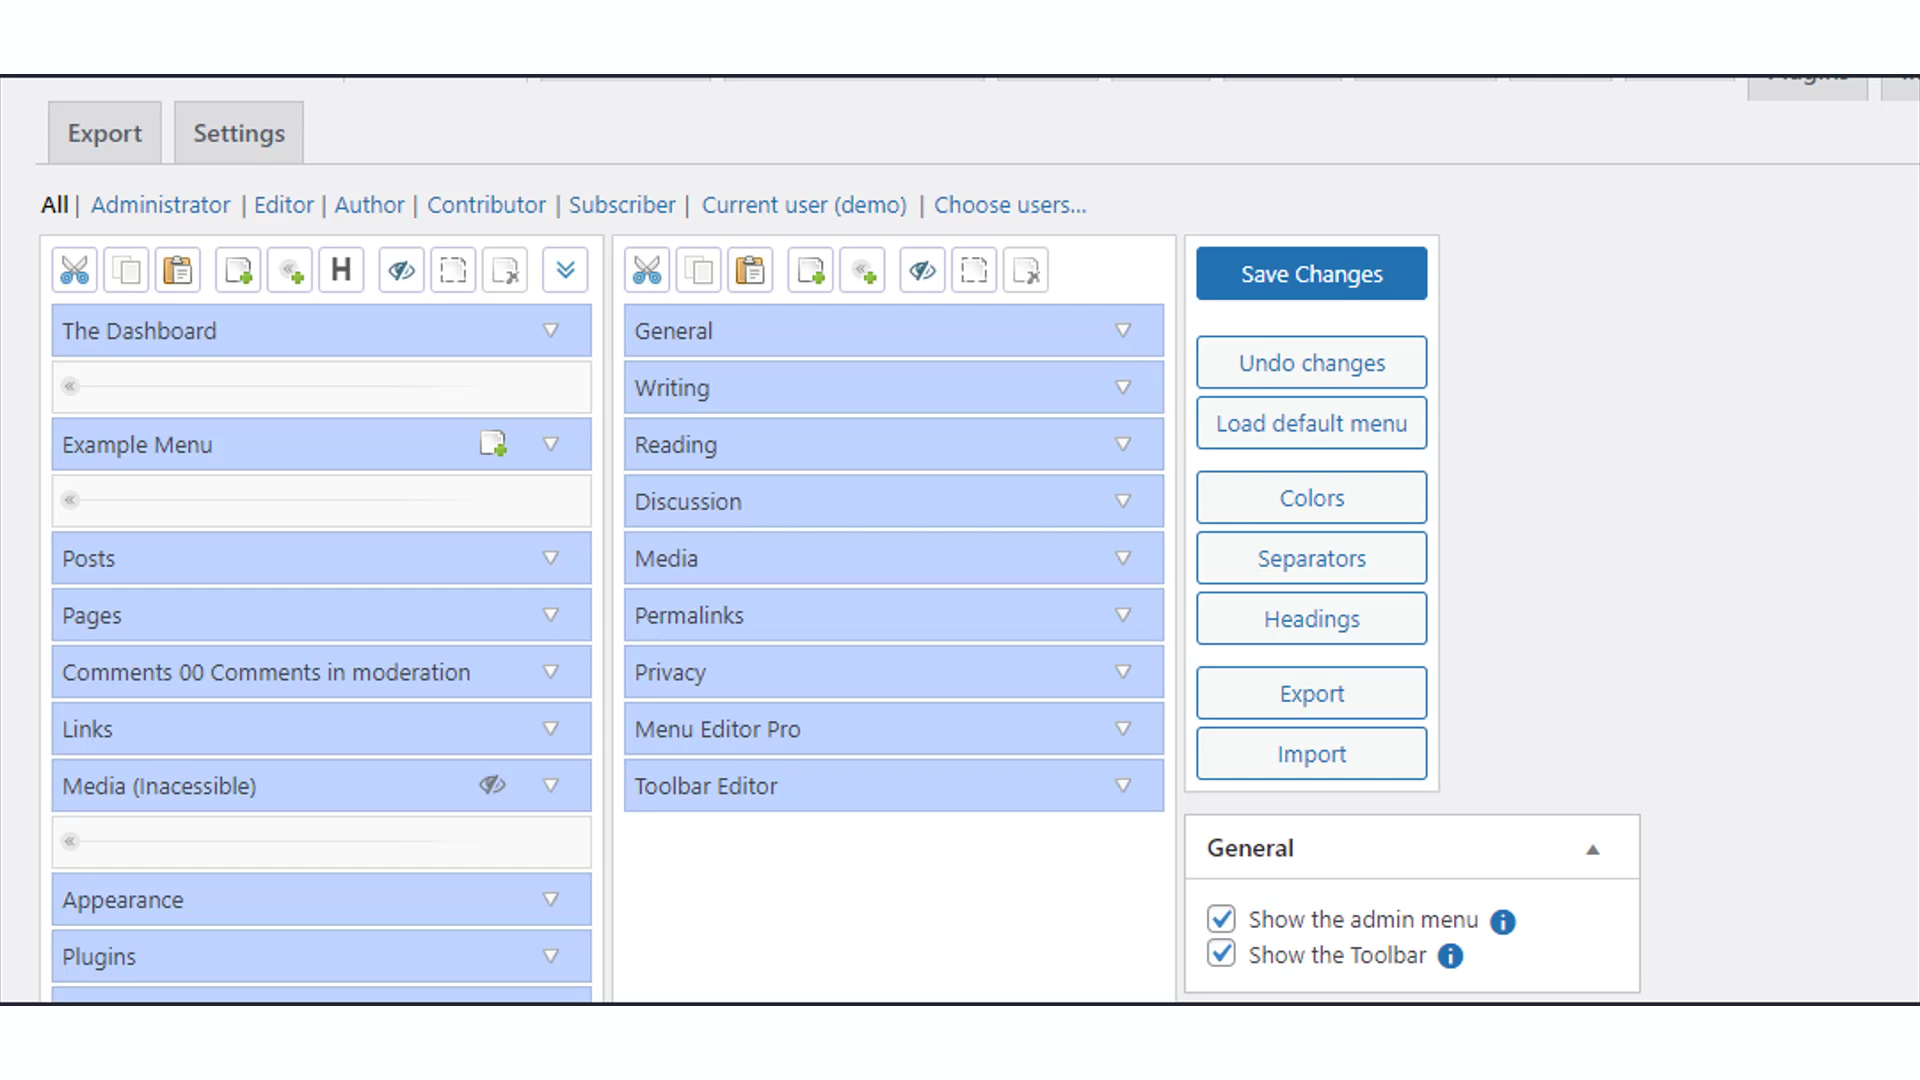 Export Settings
All | Administrator | Editor | Author | Contributor | Subscriber | Current user (demo) | Choose users...
H
The Dashboard
Example Menu
Posts
Pages
Comments 00 Comments in moderation
Links
Media (Inacessible)
Appearance
Plugins
General
Writing
Reading
Discussion
Media
Permalinks
Privacy
Menu Editor Pro
Toolbar Editor
Save Changes
Undo changes
Load default menu
Colors
Separators
Headings
Export
Import
General
Show the admin menu
Show the Toolbar